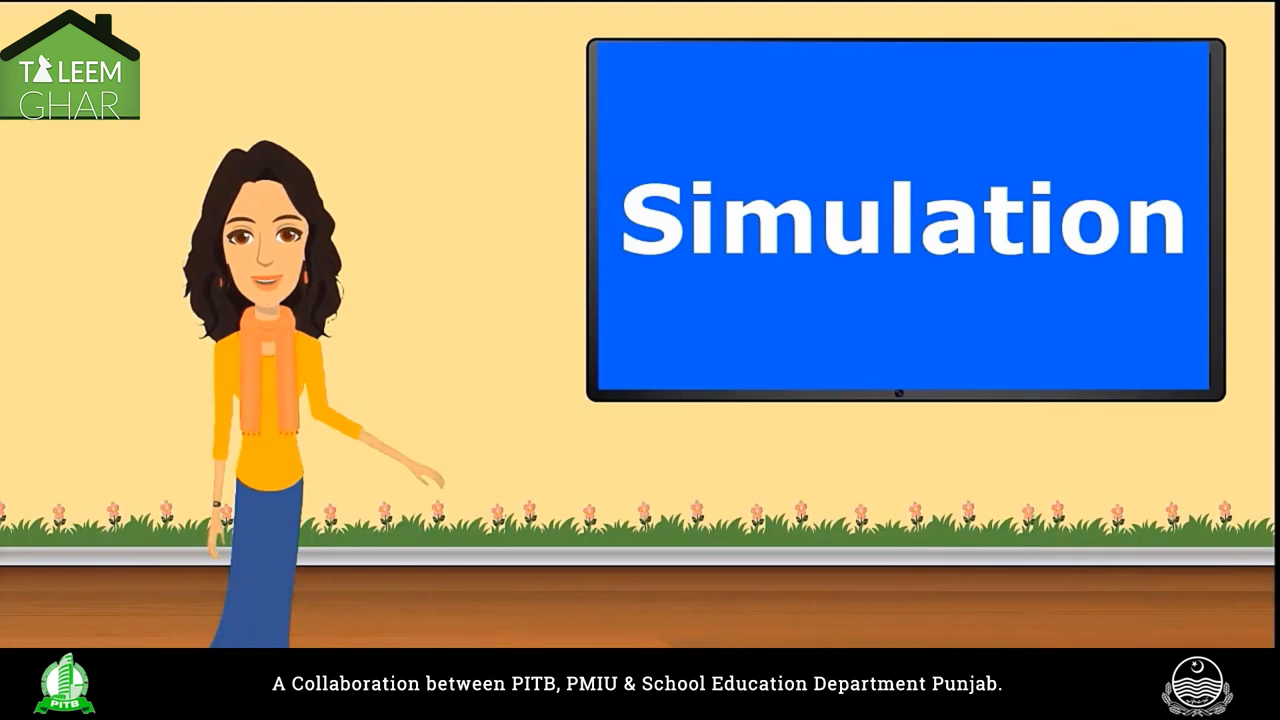 TALEEM
GHAR
Simulation
PITB
A Collaboration between PITB, PMIU & School Education Department Punjab.